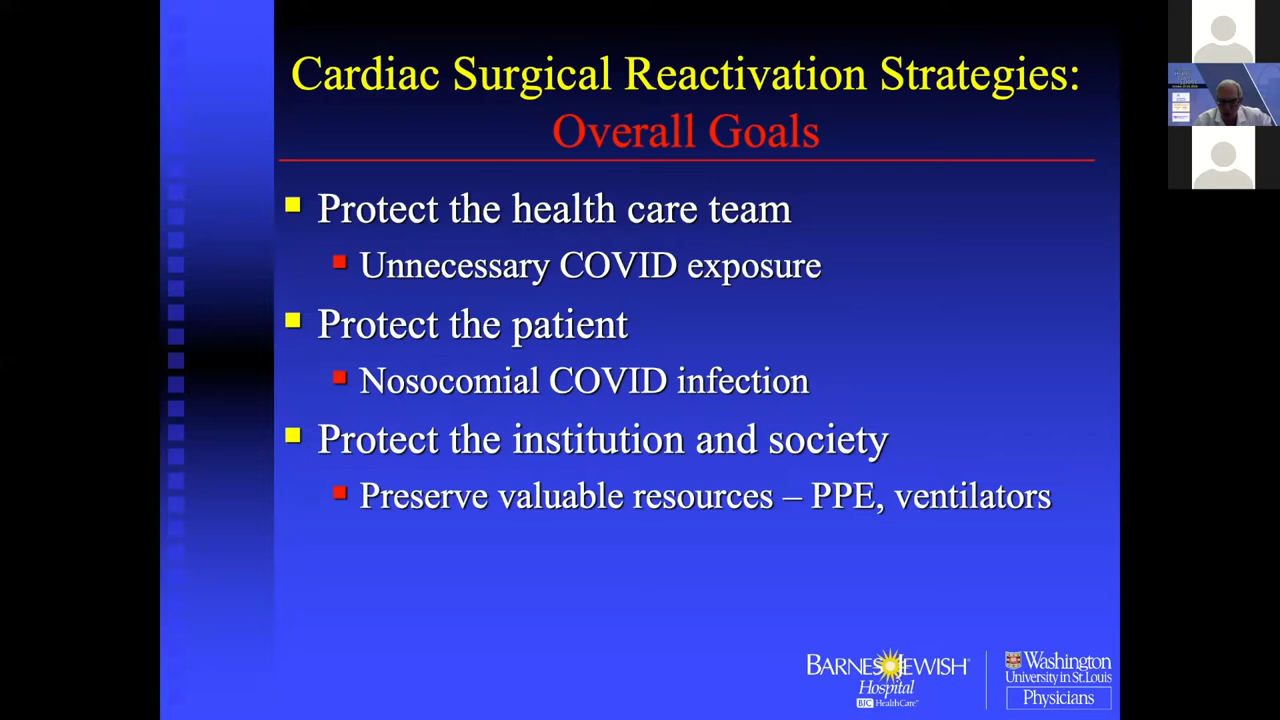 Cardiac Surgical Reactivation Strategies:
Overall Goals
Protect the health care team
Unnecessary COVID exposure
Protect the patient
Nosocomial COVID infection
Protect the institution and society
Preserve valuable resources – PPE, ventilators
BARNES JEWISH®
Hospital
BJC HealthCare™
Washington
University in St. Louis
Physicians